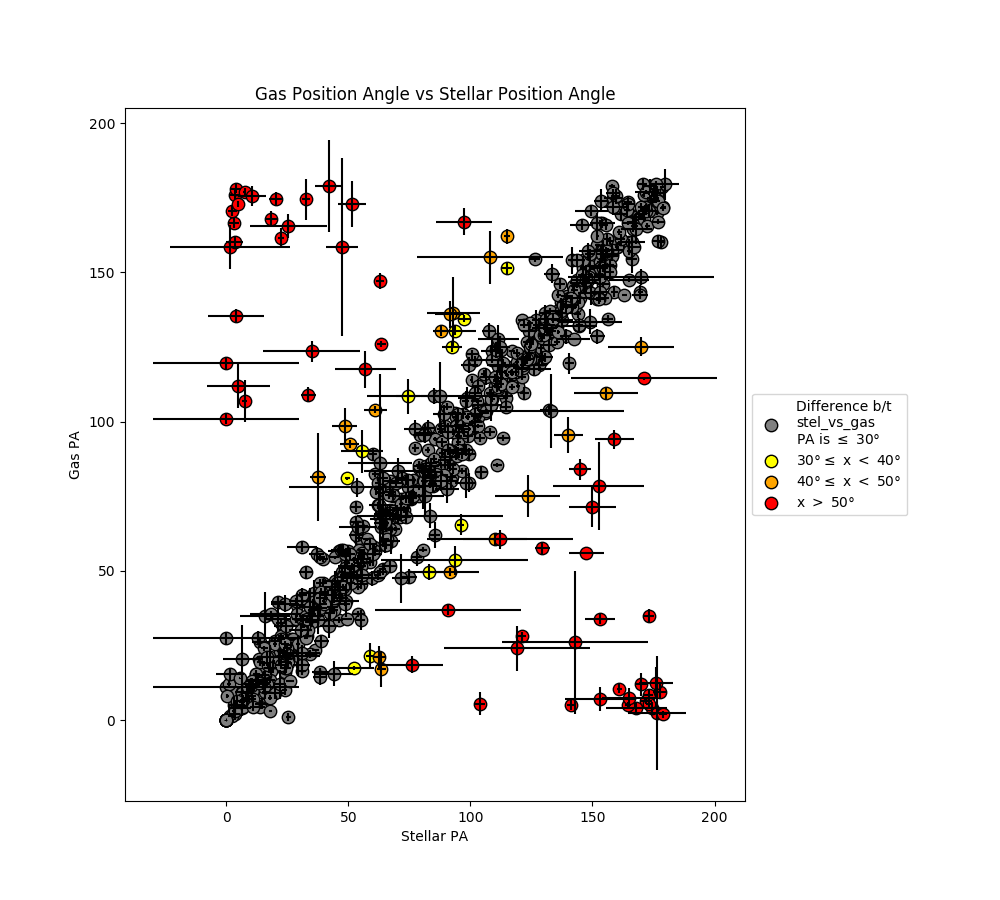 Gas Position Angle vs Stellar Position Angle
200
150
100
50
0
Gas PA
0
50
100
150
200
Stellar PA
Difference b/t
stel_vs_gas
PA is ≤ 30°
30° ≤ x < 40°
40° ≤ x < 50°
x > 50°